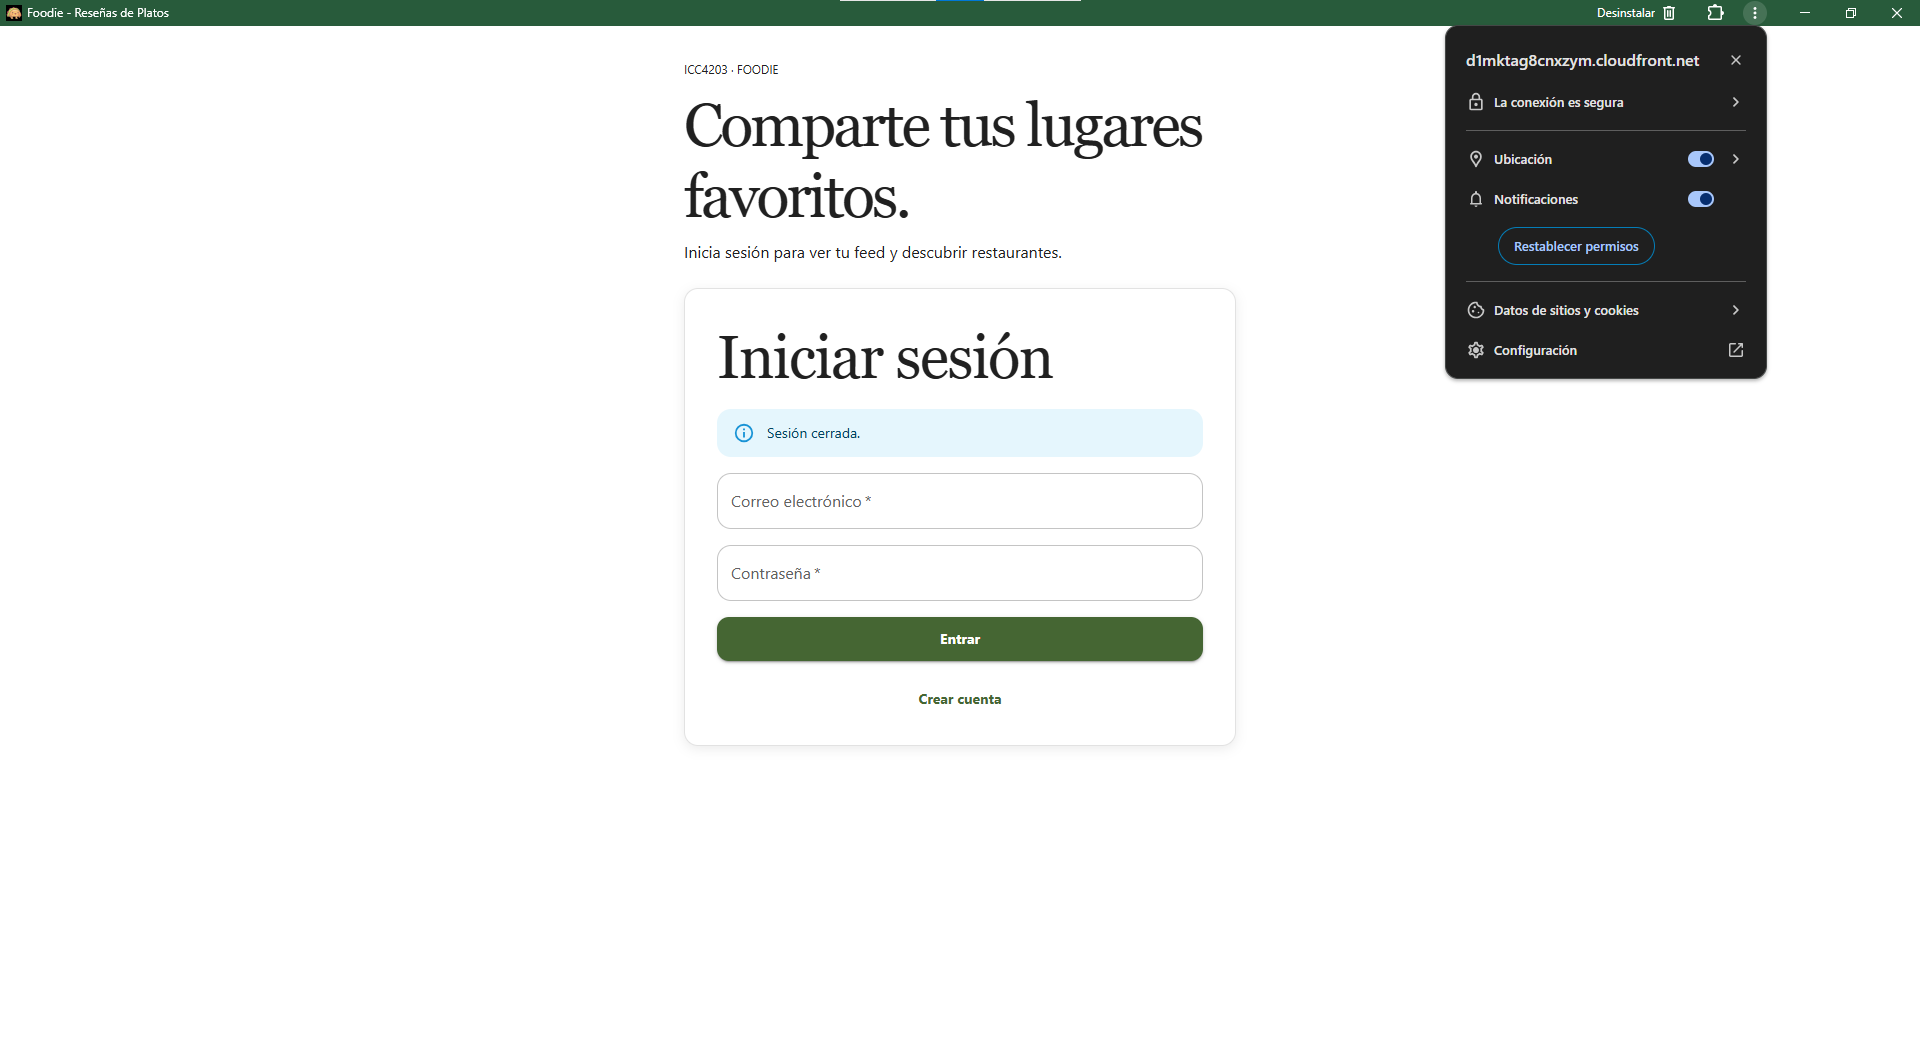 Foodie - Reseñas de Platos
Desinstalar
ICC4203 · FOODIE
Comparte tus lugares
favoritos.
Inicia sesión para ver tu feed y descubrir restaurantes.
Iniciar sesión
Sesión cerrada.
Correo electrónico *
Contraseña *
Entrar
Crear cuenta
d1mktag8cnxzym.cloudfront.net
La conexión es segura
Ubicación
Notificaciones
Restablecer permisos
Datos de sitios y cookies
Configuración